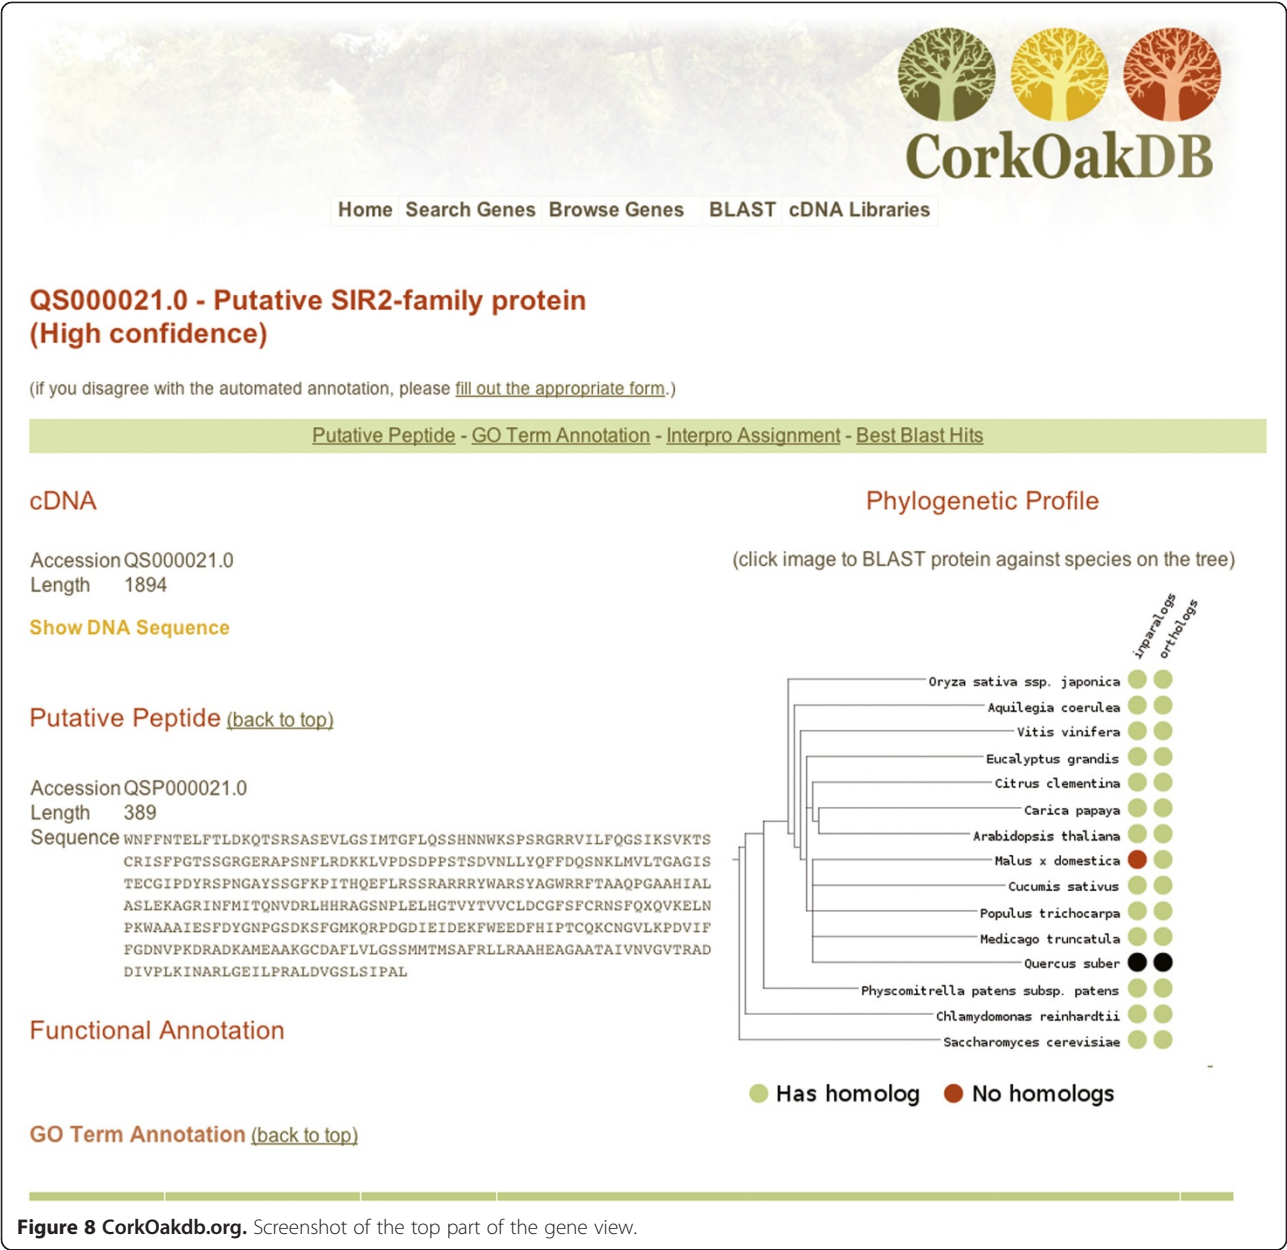 CorkOakDB
Home Search Genes Browse Genes BLAST cDNA Libraries
QS000021.0 - Putative SIR2-family protein
(High confidence)
(if you disagree with the automated annotation, please fill out the appropriate form.)
Putative Peptide - GO Term Annotation - Interpro Assignment - Best Blast Hits
cDNA
Accession QS000021.0
Length 1894
Show DNA Sequence
Putative Peptide (back to top)
Accession QSP000021.0
Length 389
Sequence WNFFNTELFTLDKQTSRSASEVLGSIMTGFLQSSHNNWKSPSRGRRVILFQGSIKSVKTS
CRISFPGTSSGRGERAPSNFLRDKKLVPDSDPPSTSDVNLLYQFFDQSNKLMVLTGAGIS
TECGIPDYRSPNGAYSSGFKPITHQEFLRSSRARRRYWARSYAGWRRFTAAQPGAAHIAL
ASLEKAGRINFMITQNVDRLHHRAGSNPLELHGTVYTVVCLDCGFSFCRNSFQXQVKELN
PKWAAAIESFDYGNPGSDKSFGMKQRPDGDIEIDEKFWEEDFHIPTCQKCNGVLKPDVIF
FGDNVPKDRADKAMEAAKGCDAFLVLGSSMMTMSAFRLLRAAHEAGAATAIVNVGVTRAD
DIVPLKINARLGEILPRALDVGSLSIPAL
Functional Annotation
GO Term Annotation (back to top)
Phylogenetic Profile
(click image to BLAST protein against species on the tree)
inparalogs
orthologs
Oryza sativa ssp. japonica
Aquilegia coerulea
Vitis vinifera
Eucalyptus grandis
Citrus clementina
Carica papaya
Arabidopsis thaliana
Malus x domestica
Cucumis sativus
Populus trichocarpa
Medicago truncatula
Quercus suber
Physcomitrella patens subsp. patens
Chlamydomonas reinhardtii
Saccharomyces cerevisiae
Has homolog No homologs
Figure 8 CorkOakdb.org. Screenshot of the top part of the gene view.